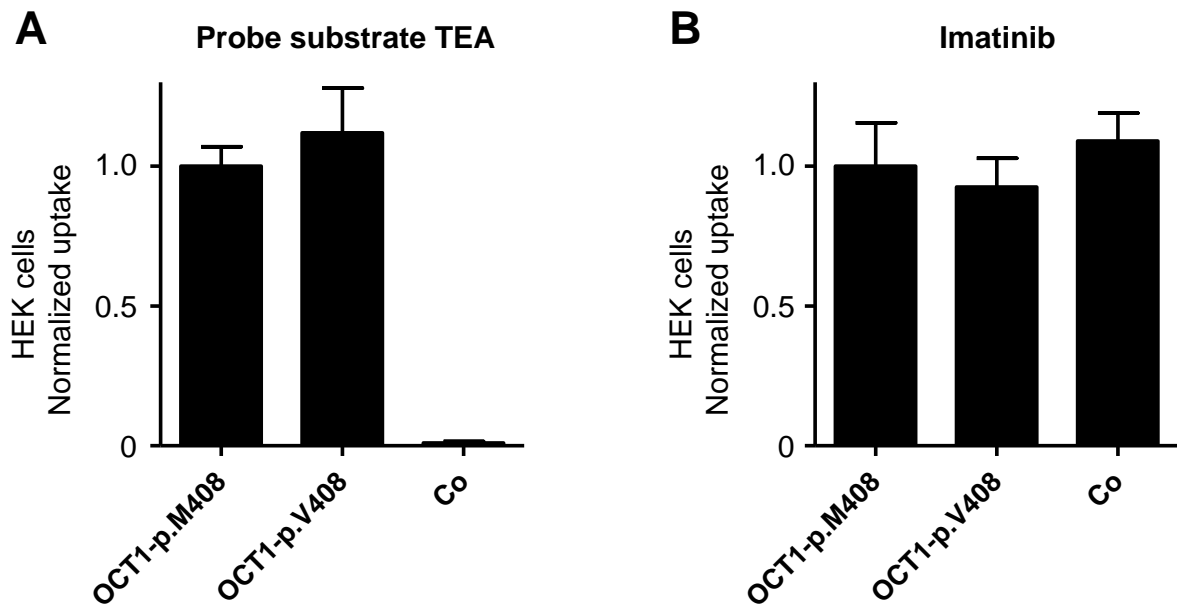 A
Probe substrate TEA
HEK cells
Normalized uptake
1.0
0.5
0
OCT1-p.M408
OCT1-p.V408
Co
B
Imatinib
HEK cells
Normalized uptake
1.0
0.5
0
OCT1-p.M408
OCT1-p.V408
Co